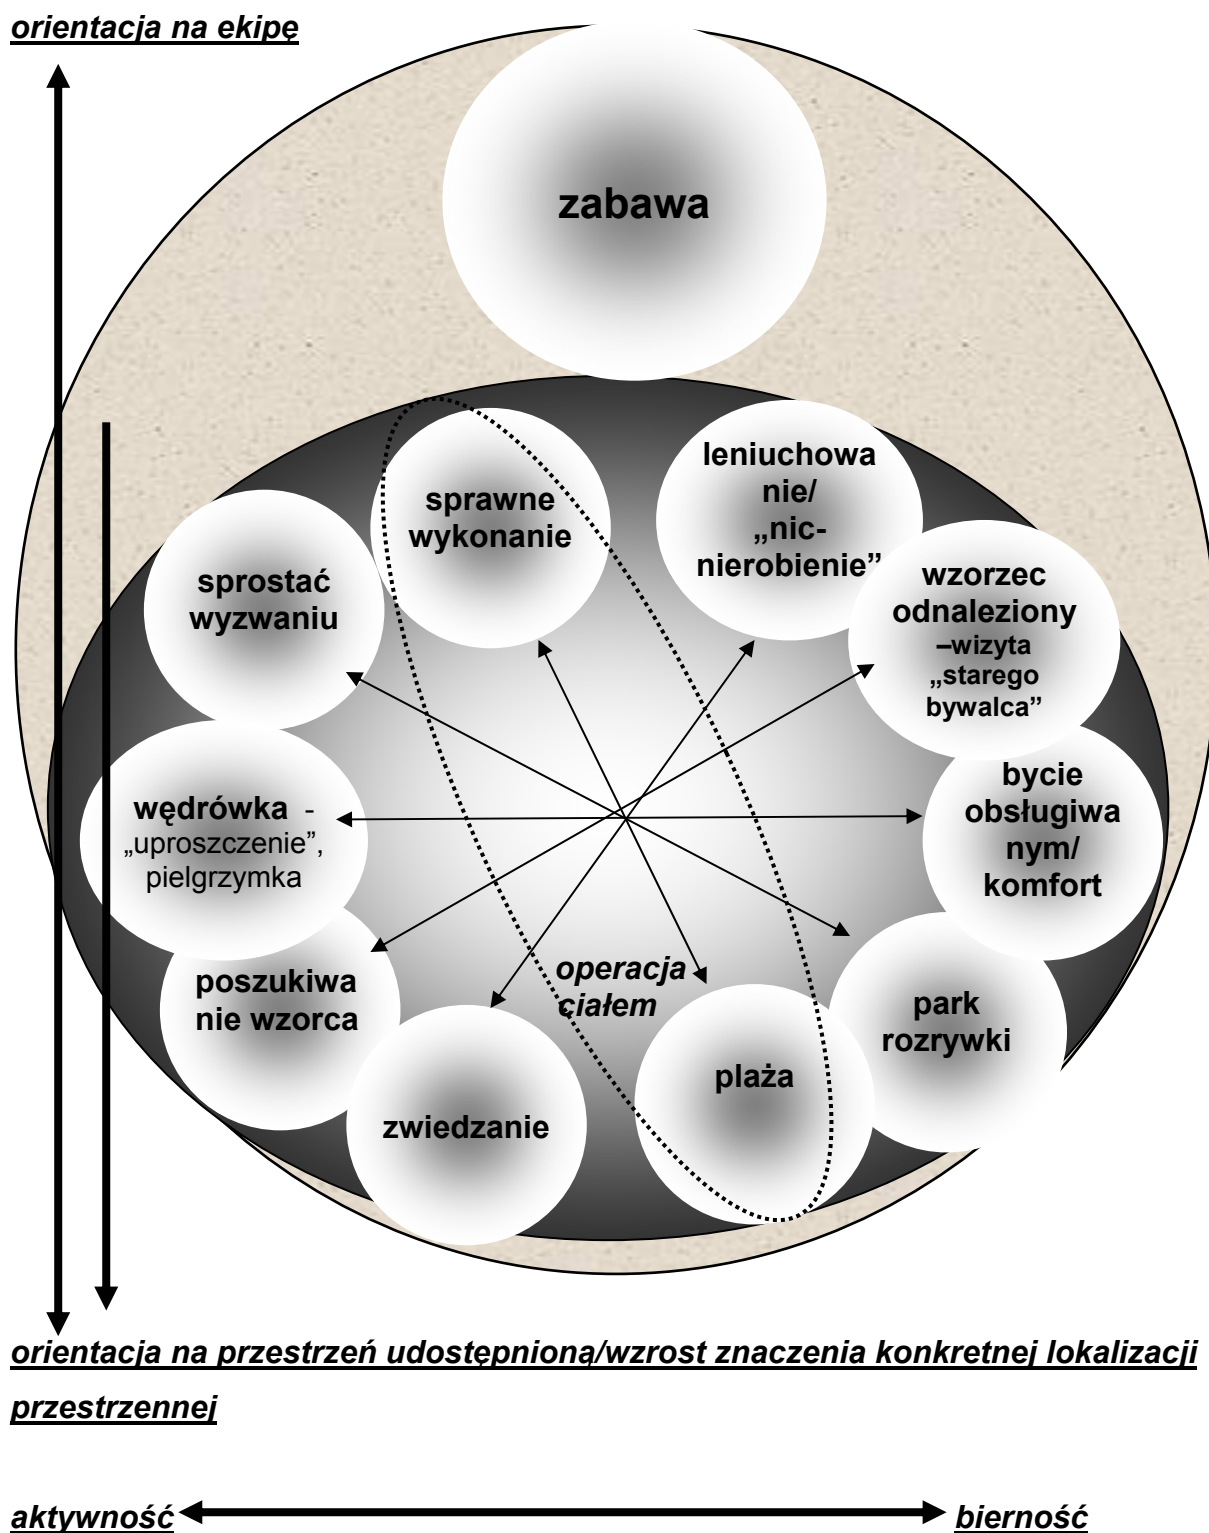 orientacja na ekipę
zabawa
leniuchowa
nie/
„nic-
nierobienie”
sprawne
wykonanie
sprostać
wyzwaniu
wzorzec
odnaleziony
–wizyta
„starego
bywalca”
wędrówka -
„uproszczenie”,
pielgrzymka
bycie
obsługiwa
nym/
komfort
poszukiwa
nie wzorca
operacja
ciałem
park
rozrywki
plaża
zwiedzanie
orientacja na przestrzeń udostępnioną/wzrost znaczenia konkretnej lokalizacji
przestrzennej
aktywność bierność